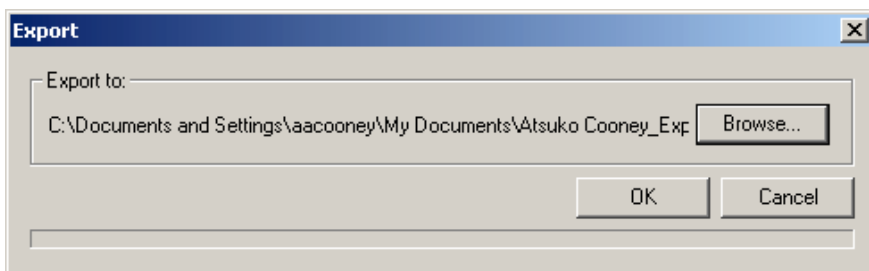 Export
Export to:
C:\Documents and Settings\aacooney\My Documents\Atsuko Cooney_Exp
Browse...
OK
Cancel